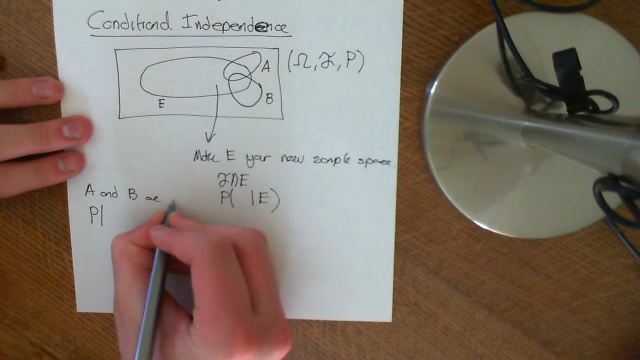 Conditional Independence
A (Ω, F, P)
B
E
Make E your new sample space
F∩E
A and B are P( |E)
P|